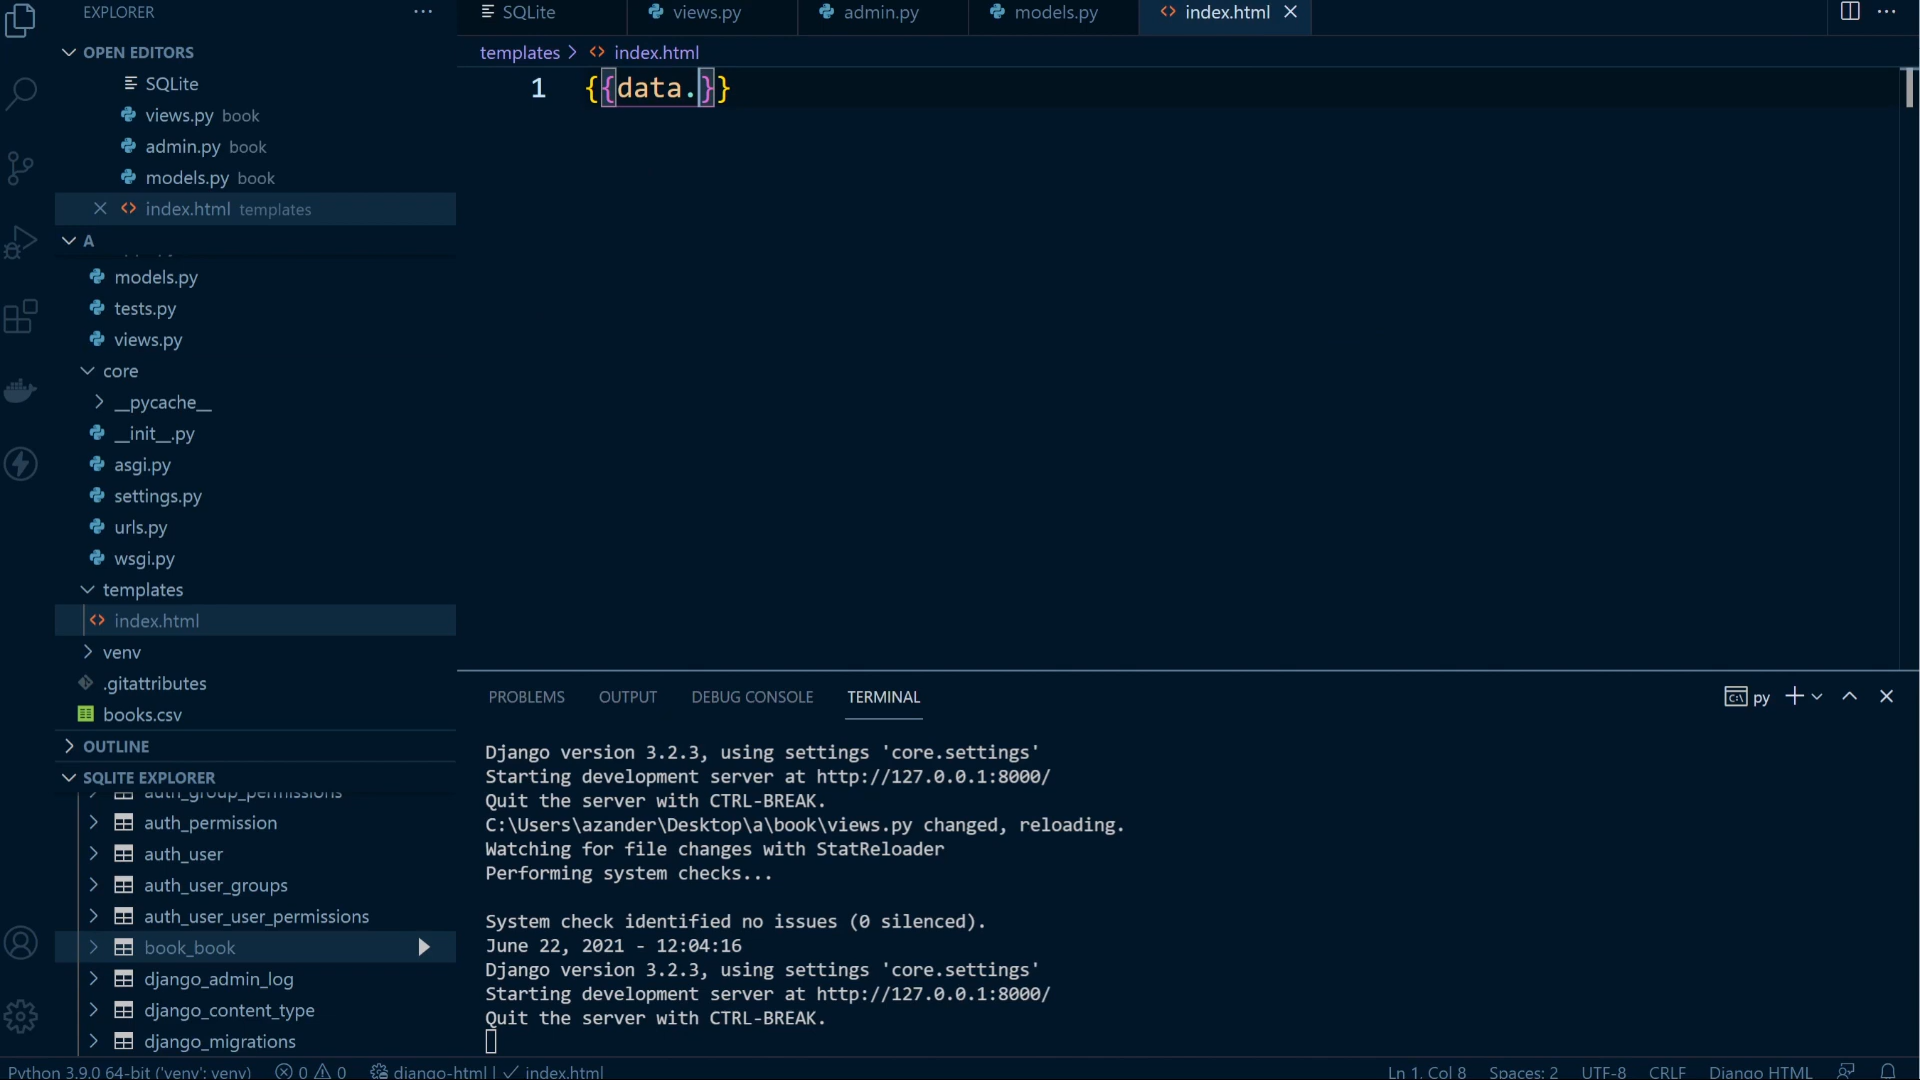 EXPLORER
SQLite
views.py
admin.py
models.py
index.html
OPEN EDITORS
SQLite
views.py book
admin.py book
models.py book
index.html templates
A
models.py
tests.py
views.py
core
__pycache__
__init__.py
asgi.py
settings.py
urls.py
wsgi.py
templates
index.html
venv
.gitattributes
books.csv
OUTLINE
SQLITE EXPLORER
auth_group_permissions
auth_permission
auth_user
auth_user_groups
auth_user_user_permissions
book_book
django_admin_log
django_content_type
django_migrations
templates > index.html
1 {{data.}}
PROBLEMS OUTPUT DEBUG CONSOLE TERMINAL
py
Django version 3.2.3, using settings 'core.settings'
Starting development server at http://127.0.0.1:8000/
Quit the server with CTRL-BREAK.
C:\Users\azander\Desktop\a\book\views.py changed, reloading.
Watching for file changes with StatReloader
Performing system checks...
System check identified no issues (0 silenced).
June 22, 2021 - 12:04:16
Django version 3.2.3, using settings 'core.settings'
Starting development server at http://127.0.0.1:8000/
Quit the server with CTRL-BREAK.
Python 3.9.0 64-bit ('venv': venv) 0 0 django-html | index.html Ln 1, Col 8 Spaces: 2 UTF-8 CRLF Django HTML